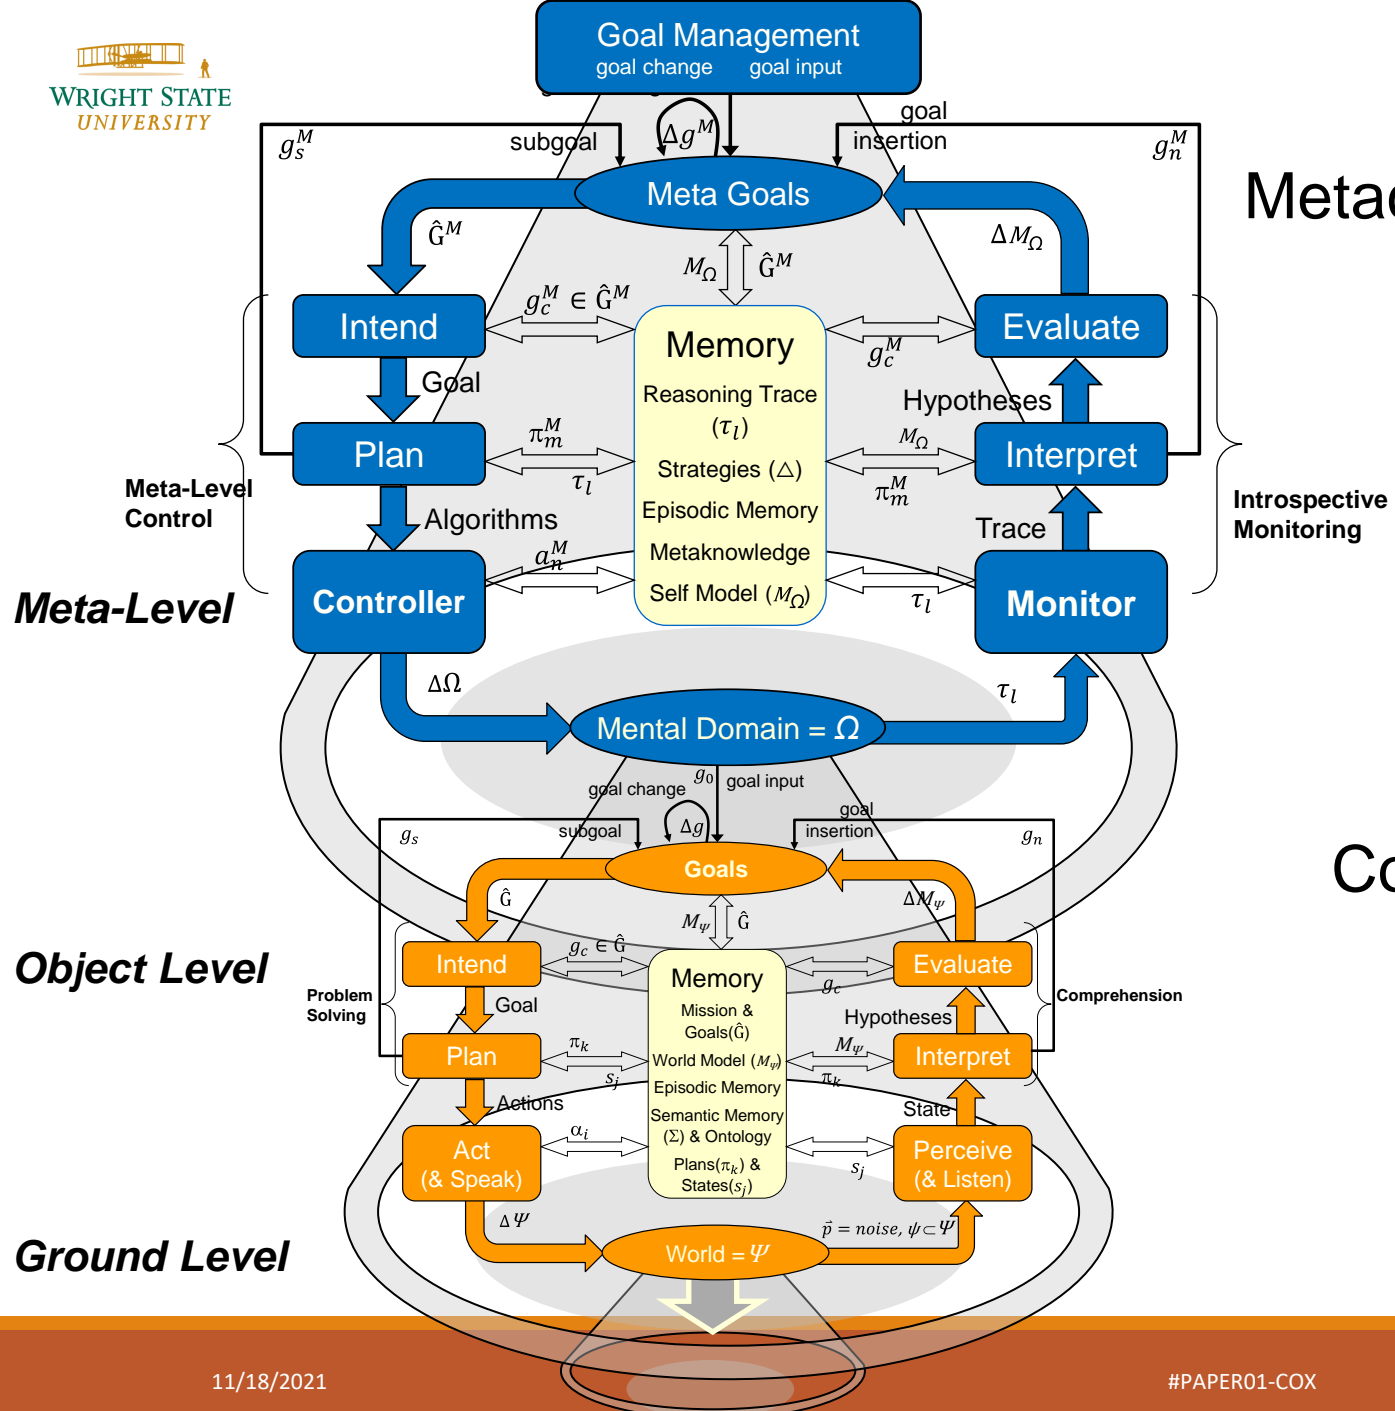 Goal Management
goal change goal input
WRIGHT STATE
UNIVERSITY
g_s^M
subgoal
Δg^M
goal
insertion
g_n^M
Meta Goals
Ĝ^M
M_Ω
Ĝ^M
ΔM_Ω
Intend
g_c^M ∈ Ĝ^M
Memory
g_c^M
Evaluate
Goal
Reasoning Trace
(τ_l)
Hypotheses
Plan
π_m^M
τ_l
Strategies (△)
M_Ω
π_m^M
Interpret
Meta-Level
Control
Introspective
Monitoring
Algorithms
Episodic Memory
Trace
a_n^M
Metaknowledge
Controller
Self Model (M_Ω)
τ_l
Monitor
Meta-Level
ΔΩ
Mental Domain = Ω
τ_l
g_0 goal input
goal change
goal
insertion
g_s
subgoal
Δg
g_n
Goals
Ĝ
M_Ψ
Ĝ
ΔM_Ψ
Object Level
Intend
g_c ∈ Ĝ
Memory
g_c
Evaluate
Problem
Solving
Goal
Mission &
Goals(Ĝ)
Hypotheses
Comprehension
Plan
π_k
s_j
World Model (M_Ψ)
M_Ψ
π_k
Interpret
Episodic Memory
Actions
Semantic Memory
(Σ) & Ontology
State
Act
(& Speak)
α_i
Plans(π_k) &
States(s_j)
s_j
Perceive
(& Listen)
ΔΨ
p⃗ = noise, ψ⊂Ψ
Ground Level
World = Ψ
11/18/2021
#PAPER01-COX